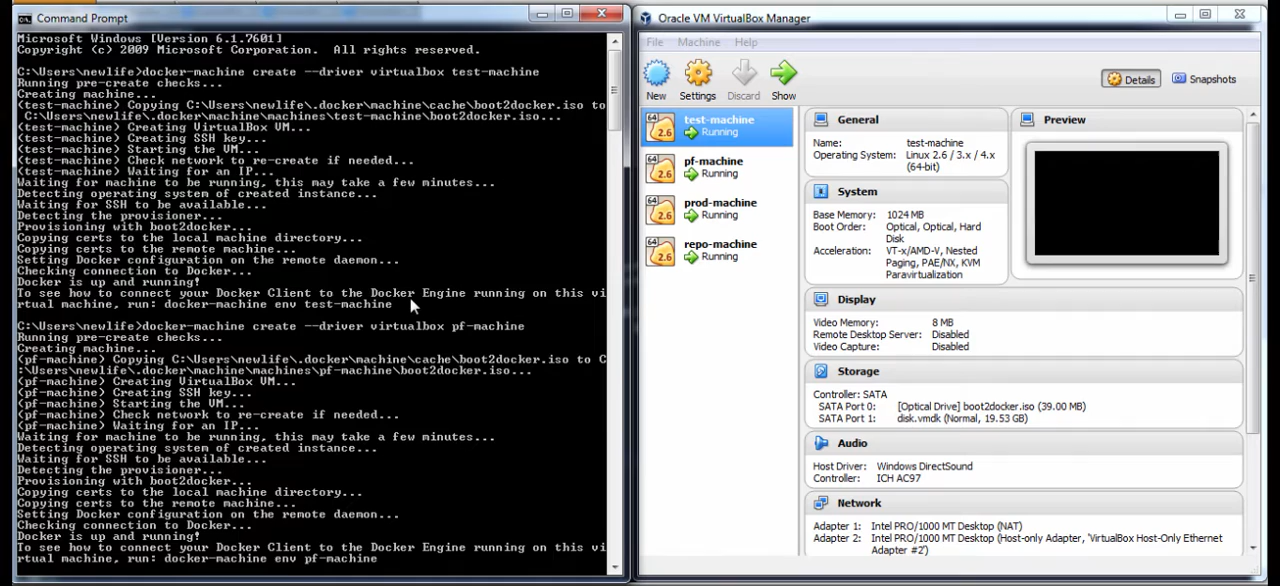 Command Prompt
Microsoft Windows [Version 6.1.7601]
Copyright (c) 2009 Microsoft Corporation.  All rights reserved.
C:\Users\newlife>docker-machine create --driver virtualbox test-machine
Running pre-create checks...
Creating machine...
(test-machine) Copying C:\Users\newlife\.docker\machine\cache\boot2docker.iso to
C:\Users\newlife\.docker\machine\machines\test-machine\boot2docker.iso...
(test-machine) Creating VirtualBox VM...
(test-machine) Creating SSH key...
(test-machine) Starting the VM...
(test-machine) Check network to re-create if needed...
(test-machine) Waiting for an IP...
Waiting for machine to be running, this may take a few minutes...
Detecting operating system of created instance...
Waiting for SSH to be available...
Detecting the provisioner...
Provisioning with boot2docker...
Copying certs to the local machine directory...
Copying certs to the remote machine...
Setting Docker configuration on the remote daemon...
Checking connection to Docker...
Docker is up and running!
To see how to connect your Docker Client to the Docker Engine running on this vi
rtual machine, run: docker-machine env test-machine
C:\Users\newlife>docker-machine create --driver virtualbox pf-machine
Running pre-create checks...
Creating machine...
(pf-machine) Copying C:\Users\newlife\.docker\machine\cache\boot2docker.iso to C
:\Users\newlife\.docker\machine\machines\pf-machine\boot2docker.iso...
(pf-machine) Creating VirtualBox VM...
(pf-machine) Creating SSH key...
(pf-machine) Starting the VM...
(pf-machine) Check network to re-create if needed...
(pf-machine) Waiting for an IP...
Waiting for machine to be running, this may take a few minutes...
Detecting operating system of created instance...
Waiting for SSH to be available...
Detecting the provisioner...
Provisioning with boot2docker...
Copying certs to the local machine directory...
Copying certs to the remote machine...
Setting Docker configuration on the remote daemon...
Checking connection to Docker...
Docker is up and running!
To see how to connect your Docker Client to the Docker Engine running on this vi
rtual machine, run: docker-machine env pf-machine
Oracle VM VirtualBox Manager
File Machine Help
New Settings Discard Show
Details Snapshots
64 2.6 test-machine
Running
64 2.6 pf-machine
Running
64 2.6 prod-machine
Running
64 2.6 repo-machine
Running
General
Name: test-machine
Operating System: Linux 2.6 / 3.x / 4.x
(64-bit)
Preview
System
Base Memory: 1024 MB
Boot Order: Optical, Optical, Hard
Disk
Acceleration: VT-x/AMD-V, Nested
Paging, PAE/NX, KVM
Paravirtualization
Display
Video Memory: 8 MB
Remote Desktop Server: Disabled
Video Capture: Disabled
Storage
Controller: SATA
SATA Port 0: [Optical Drive] boot2docker.iso (39.00 MB)
SATA Port 1: disk.vmdk (Normal, 19.53 GB)
Audio
Host Driver: Windows DirectSound
Controller: ICH AC97
Network
Adapter 1: Intel PRO/1000 MT Desktop (NAT)
Adapter 2: Intel PRO/1000 MT Desktop (Host-only Adapter, 'VirtualBox Host-Only Ethernet
Adapter #2')